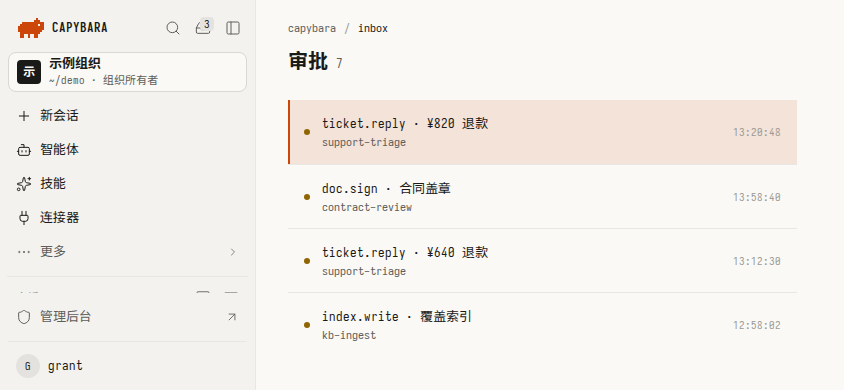 CAPYBARA
3
示
示例组织
~/demo · 组织所有者
新会话
智能体
技能
连接器
更多
管理后台
G
grant
capybara / inbox
审批 7
ticket.reply · ¥820 退款
support-triage
13:20:48
doc.sign · 合同盖章
contract-review
13:58:40
ticket.reply · ¥640 退款
support-triage
13:12:30
index.write · 覆盖索引
kb-ingest
12:58:02